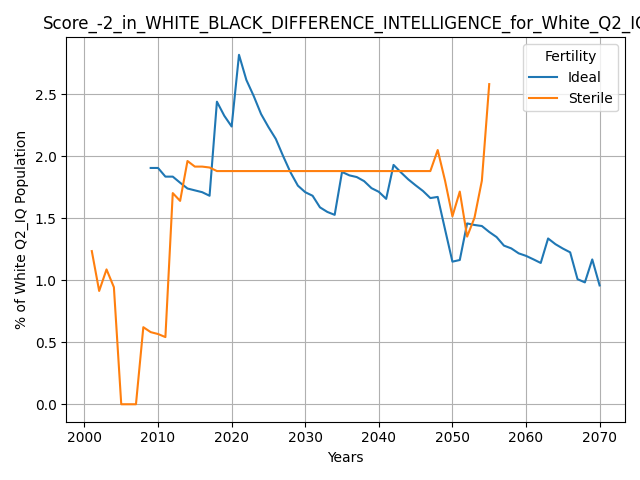 Score_-2_in_WHITE_BLACK_DIFFERENCE_INTELLIGENCE_for_White_Q2_IQ
Fertility
Ideal
Sterile
% of White Q2_IQ Population
2.5
2.0
1.5
1.0
0.5
0.0
2000 2010 2020 2030 2040 2050 2060 2070
Years